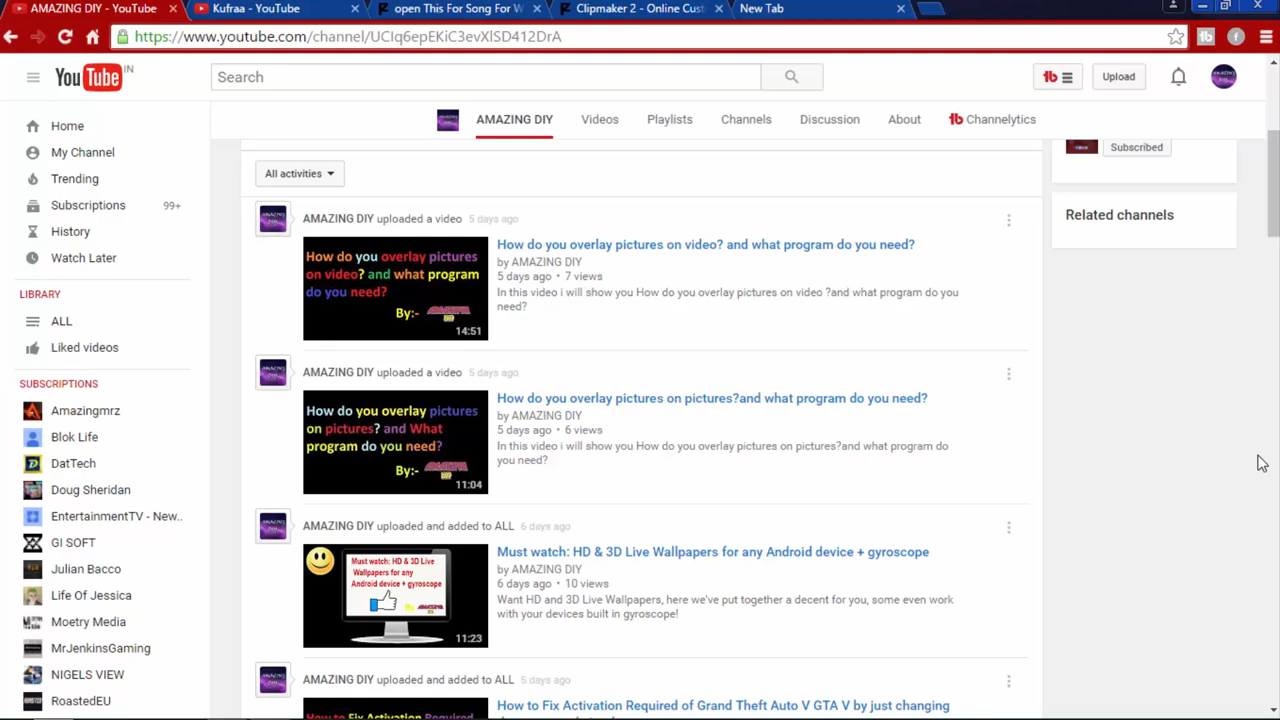 AMAZING DIY - YouTube
Kufraa - YouTube
open This For Song For W
Clipmaker 2 - Online Cust
New Tab
https://www.youtube.com/channel/UCIq6epEKiC3evXlSD412DrA
YouTube IN
Search
Upload
AMAZING DIY
Videos
Playlists
Channels
Discussion
About
Channelytics
Home
My Channel
Trending
Subscriptions 99+
History
Watch Later
LIBRARY
ALL
Liked videos
SUBSCRIPTIONS
Amazingmrz
Blok Life
DatTech
Doug Sheridan
EntertainmentTV - New..
GI SOFT
Julian Bacco
Life Of Jessica
Moetry Media
MrJenkinsGaming
NIGELS VIEW
RoastedEU
All activities
AMAZING DIY uploaded a video 5 days ago
How do you overlay pictures
on video? and what program
do you need?
By:- AMAZING
DIY
14:51
How do you overlay pictures on video? and what program do you need?
by AMAZING DIY
5 days ago • 7 views
In this video i will show you How do you overlay pictures on video ?and what program do you
need?
AMAZING DIY uploaded a video 5 days ago
How do you overlay pictures
on pictures? and What
program do you need?
By:- AMAZING
DIY
11:04
How do you overlay pictures on pictures?and what program do you need?
by AMAZING DIY
5 days ago • 6 views
In this video i will show you How do you overlay pictures on pictures?and what program do
you need?
AMAZING DIY uploaded and added to ALL 6 days ago
Must watch: HD & 3D Live
Wallpapers for any
Android device + gyroscope
By AMAZING
11:23
Must watch: HD & 3D Live Wallpapers for any Android device + gyroscope
by AMAZING DIY
6 days ago • 10 views
Want HD and 3D Live Wallpapers, here we've put together a decent for you, some even work
with your devices built in gyroscope!
AMAZING DIY uploaded and added to ALL 5 days ago
How to Fix Activation Required
How to Fix Activation Required of Grand Theft Auto V GTA V by just changing
Subscribed
Related channels